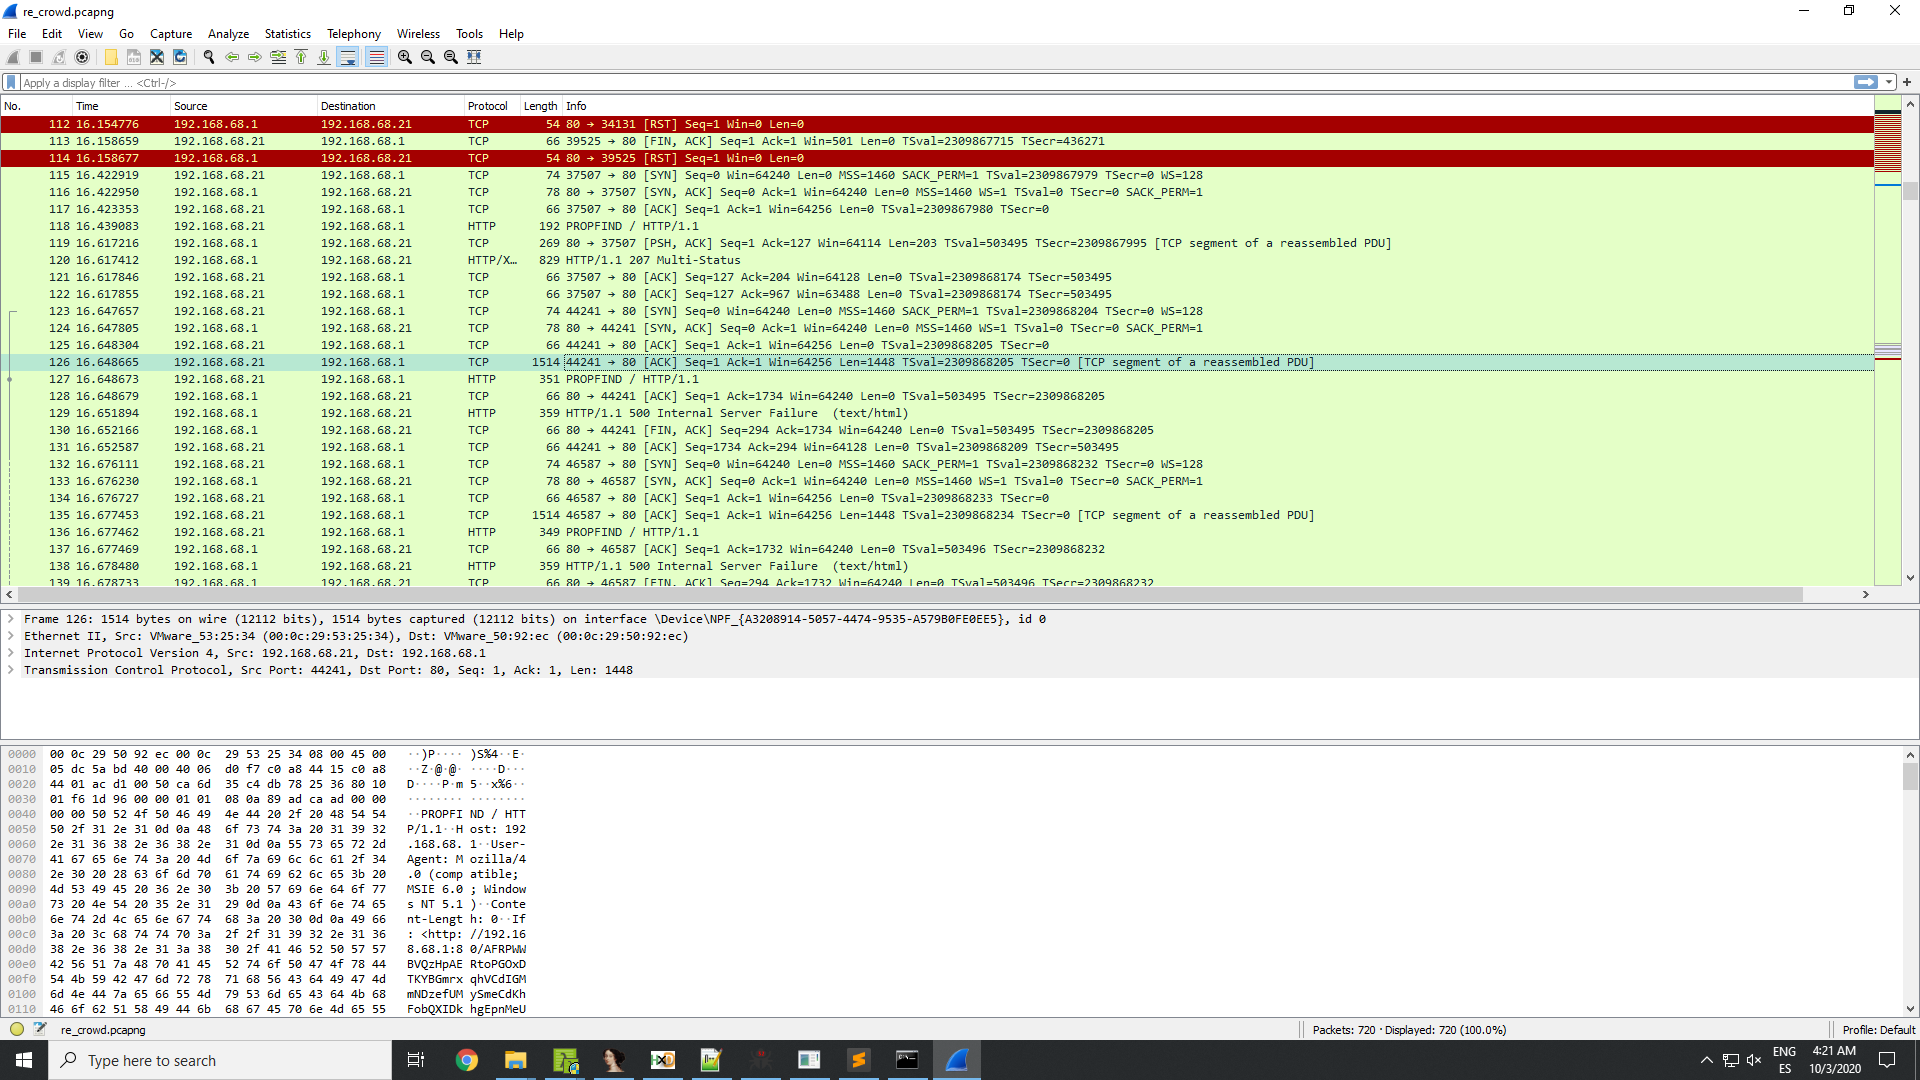 re_crowd.pcapng
File Edit View Go Capture Analyze Statistics Telephony Wireless Tools Help
Apply a display filter ... <Ctrl-/>
No. Time Source Destination Protocol Length Info
112 16.154776 192.168.68.1 192.168.68.21 TCP 54 80 → 34131 [RST] Seq=1 Win=0 Len=0
113 16.158659 192.168.68.21 192.168.68.1 TCP 66 39525 → 80 [FIN, ACK] Seq=1 Ack=1 Win=501 Len=0 TSval=2309867715 TSecr=436271
114 16.158677 192.168.68.1 192.168.68.21 TCP 54 80 → 39525 [RST] Seq=1 Win=0 Len=0
115 16.422919 192.168.68.21 192.168.68.1 TCP 74 37507 → 80 [SYN] Seq=0 Win=64240 Len=0 MSS=1460 SACK_PERM=1 TSval=2309867979 TSecr=0 WS=128
116 16.422950 192.168.68.1 192.168.68.21 TCP 78 80 → 37507 [SYN, ACK] Seq=0 Ack=1 Win=64240 Len=0 MSS=1460 WS=1 TSval=0 TSecr=0 SACK_PERM=1
117 16.423353 192.168.68.21 192.168.68.1 TCP 66 37507 → 80 [ACK] Seq=1 Ack=1 Win=64256 Len=0 TSval=2309867980 TSecr=0
118 16.439083 192.168.68.21 192.168.68.1 HTTP 192 PROPFIND / HTTP/1.1
119 16.617216 192.168.68.1 192.168.68.21 TCP 269 80 → 37507 [PSH, ACK] Seq=1 Ack=127 Win=64114 Len=203 TSval=503495 TSecr=2309867995 [TCP segment of a reassembled PDU]
120 16.617412 192.168.68.1 192.168.68.21 HTTP/X... 829 HTTP/1.1 207 Multi-Status
121 16.617846 192.168.68.21 192.168.68.1 TCP 66 37507 → 80 [ACK] Seq=127 Ack=204 Win=64128 Len=0 TSval=2309868174 TSecr=503495
122 16.617855 192.168.68.21 192.168.68.1 TCP 66 37507 → 80 [ACK] Seq=127 Ack=967 Win=63488 Len=0 TSval=2309868174 TSecr=503495
123 16.647657 192.168.68.21 192.168.68.1 TCP 74 44241 → 80 [SYN] Seq=0 Win=64240 Len=0 MSS=1460 SACK_PERM=1 TSval=2309868204 TSecr=0 WS=128
124 16.647805 192.168.68.1 192.168.68.21 TCP 78 80 → 44241 [SYN, ACK] Seq=0 Ack=1 Win=64240 Len=0 MSS=1460 WS=1 TSval=0 TSecr=0 SACK_PERM=1
125 16.648304 192.168.68.21 192.168.68.1 TCP 66 44241 → 80 [ACK] Seq=1 Ack=1 Win=64256 Len=0 TSval=2309868205 TSecr=0
126 16.648665 192.168.68.21 192.168.68.1 TCP 1514 44241 → 80 [ACK] Seq=1 Ack=1 Win=64256 Len=1448 TSval=2309868205 TSecr=0 [TCP segment of a reassembled PDU]
127 16.648673 192.168.68.21 192.168.68.1 HTTP 351 PROPFIND / HTTP/1.1
128 16.648679 192.168.68.1 192.168.68.21 TCP 66 80 → 44241 [ACK] Seq=1 Ack=1734 Win=64240 Len=0 TSval=503495 TSecr=2309868205
129 16.651894 192.168.68.1 192.168.68.21 HTTP 359 HTTP/1.1 500 Internal Server Failure (text/html)
130 16.652166 192.168.68.1 192.168.68.21 TCP 66 80 → 44241 [FIN, ACK] Seq=294 Ack=1734 Win=64240 Len=0 TSval=503495 TSecr=2309868205
131 16.652587 192.168.68.21 192.168.68.1 TCP 66 44241 → 80 [ACK] Seq=1734 Ack=294 Win=64128 Len=0 TSval=2309868209 TSecr=503495
132 16.676111 192.168.68.21 192.168.68.1 TCP 74 46587 → 80 [SYN] Seq=0 Win=64240 Len=0 MSS=1460 SACK_PERM=1 TSval=2309868232 TSecr=0 WS=128
133 16.676230 192.168.68.1 192.168.68.21 TCP 78 80 → 46587 [SYN, ACK] Seq=0 Ack=1 Win=64240 Len=0 MSS=1460 WS=1 TSval=0 TSecr=0 SACK_PERM=1
134 16.676727 192.168.68.21 192.168.68.1 TCP 66 46587 → 80 [ACK] Seq=1 Ack=1 Win=64256 Len=0 TSval=2309868233 TSecr=0
135 16.677453 192.168.68.21 192.168.68.1 TCP 1514 46587 → 80 [ACK] Seq=1 Ack=1 Win=64256 Len=1448 TSval=2309868234 TSecr=0 [TCP segment of a reassembled PDU]
136 16.677462 192.168.68.21 192.168.68.1 HTTP 349 PROPFIND / HTTP/1.1
137 16.677469 192.168.68.1 192.168.68.21 TCP 66 80 → 46587 [ACK] Seq=1 Ack=1732 Win=64240 Len=0 TSval=503496 TSecr=2309868232
138 16.678480 192.168.68.1 192.168.68.21 HTTP 359 HTTP/1.1 500 Internal Server Failure (text/html)
139 16.678733 192.168.68.1 192.168.68.21 TCP 66 80 → 46587 [FIN, ACK] Seq=294 Ack=1732 Win=64240 Len=0 TSval=503496 TSecr=2309868232
Frame 126: 1514 bytes on wire (12112 bits), 1514 bytes captured (12112 bits) on interface \Device\NPF_{A3208914-5057-4474-9535-A579B0FE0EE5}, id 0
Ethernet II, Src: VMware_53:25:34 (00:0c:29:53:25:34), Dst: VMware_50:92:ec (00:0c:29:50:92:ec)
Internet Protocol Version 4, Src: 192.168.68.21, Dst: 192.168.68.1
Transmission Control Protocol, Src Port: 44241, Dst Port: 80, Seq: 1, Ack: 1, Len: 1448
0000 00 0c 29 50 92 ec 00 0c 29 53 25 34 08 00 45 00 ··)P···· )S%4··E·
0010 05 dc 5a bd 40 00 40 06 d0 f7 c0 a8 44 15 c0 a8 ··Z·@·@· ····D···
0020 44 01 ac d1 00 50 ca 6d 35 c4 db 78 25 36 80 10 D····P·m 5··x%6··
0030 01 f6 1d 96 00 00 01 01 08 0a 89 ad ca ad 00 00 ········ ········
0040 00 00 50 52 4f 50 46 49 4e 44 20 2f 20 48 54 54 ··PROPFI ND / HTT
0050 50 2f 31 2e 31 0d 0a 48 6f 73 74 3a 20 31 39 32 P/1.1··H ost: 192
0060 2e 31 36 38 2e 36 38 2e 31 0d 0a 55 73 65 72 2d .168.68. 1··User-
0070 41 67 65 6e 74 3a 20 4d 6f 7a 69 6c 6c 61 2f 34 Agent: M ozilla/4
0080 2e 30 20 28 63 6f 6d 70 61 74 69 62 6c 65 3b 20 .0 (comp atible;
0090 4d 53 49 45 20 36 2e 30 3b 20 57 69 6e 64 6f 77 MSIE 6.0 ; Window
00a0 73 20 4e 54 20 35 2e 31 29 0d 0a 43 6f 6e 74 65 s NT 5.1 )··Conte
00b0 6e 74 2d 4c 65 6e 67 74 68 3a 20 30 0d 0a 49 66 nt-Lengt h: 0··If
00c0 3a 20 3c 68 74 74 70 3a 2f 2f 31 39 32 2e 31 36 : <http: //192.16
00d0 38 2e 36 38 2e 31 3a 38 30 2f 41 46 52 50 57 57 8.68.1:8 0/AFRPWW
00e0 42 56 51 7a 48 70 41 45 52 74 6f 50 47 4f 78 44 BVQzHpAE RtoPGOxD
00f0 54 4b 59 42 47 6d 72 78 71 68 56 43 64 49 47 4d TKYBGmrx qhVCdIGM
0100 6d 4e 44 7a 65 66 55 4d 79 53 6d 65 43 64 4b 68 mNDzefUM ySmeCdKh
0110 46 6f 62 51 58 49 44 6b 68 67 45 70 6e 4d 65 55 FobQXIDk hgEpnMeU
re_crowd.pcapng Packets: 720 · Displayed: 720 (100.0%) Profile: Default
Type here to search
ENG 4:21 AM
ES 10/3/2020